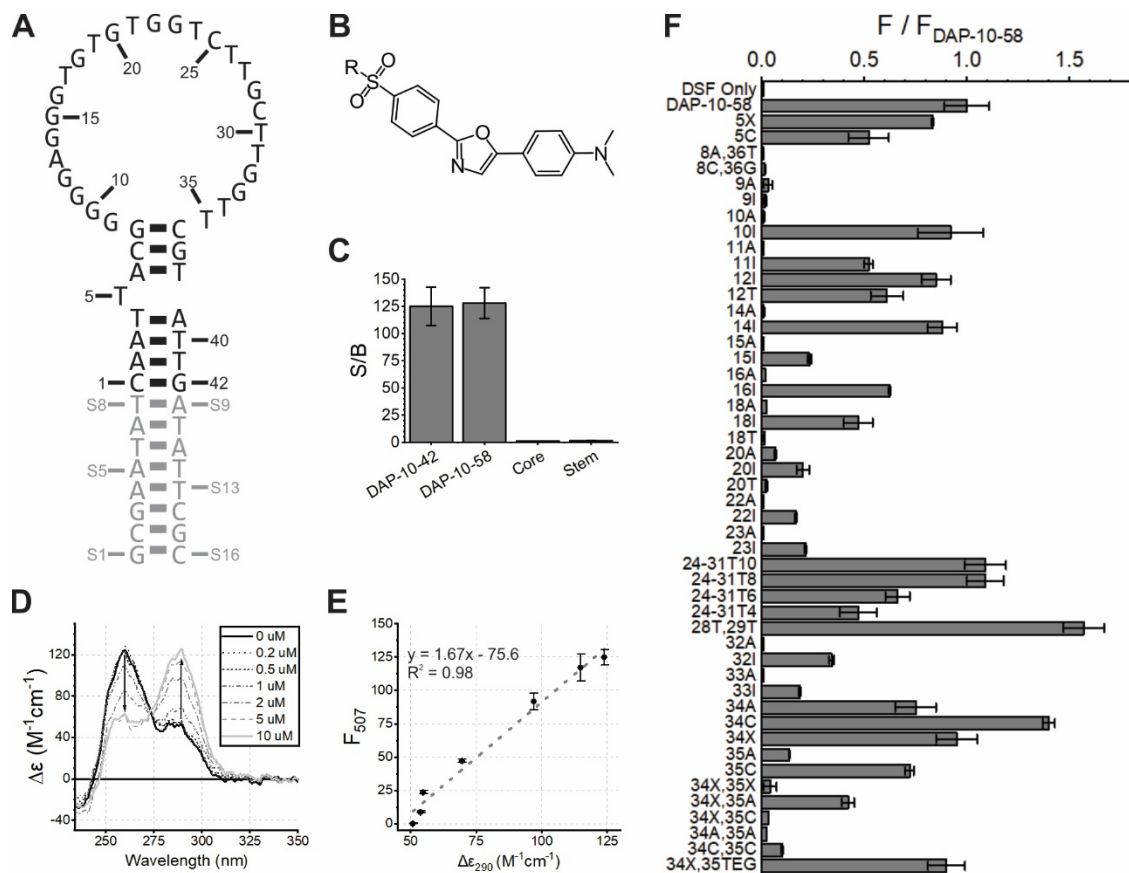 A
GGGGAGGGTGTGTGGTCTTGCTTGGTT
10
15
20
25
30
35
G C
C G
A T
5 T
T A
A T 40
A T
1 C G 42
S8 T A S9
A T
T A
S5 A T
A T S13
G C
C G
S1 G C S16
B
R
S
O
O
O
N
N
C
S/B
150
125
100
75
50
25
0
DAP-10-42
DAP-10-58
Core
Stem
D
Δε (M⁻¹cm⁻¹)
120
80
40
0
-40
250 275 300 325 350
Wavelength (nm)
0 uM
0.2 uM
0.5 uM
1 uM
2 uM
5 uM
10 uM
E
F₅₀₇
150
125
100
75
50
25
0
50 75 100 125
Δε₂₉₀ (M⁻¹cm⁻¹)
y = 1.67x - 75.6
R² = 0.98
F
F / F_DAP-10-58
0.0 0.5 1.0 1.5
DSF Only
DAP-10-58
5X
5C
8A,36T
8C,36G
9A
9I
10A
10I
11A
11I
12I
12T
14A
14I
15A
15I
16A
16I
18A
18I
18T
20A
20I
20T
22A
22I
23A
23I
24-31T10
24-31T8
24-31T6
24-31T4
28T,29T
32A
32I
33A
33I
34A
34C
34X
35A
35C
34X,35X
34X,35A
34X,35C
34A,35A
34C,35C
34X,35TEG